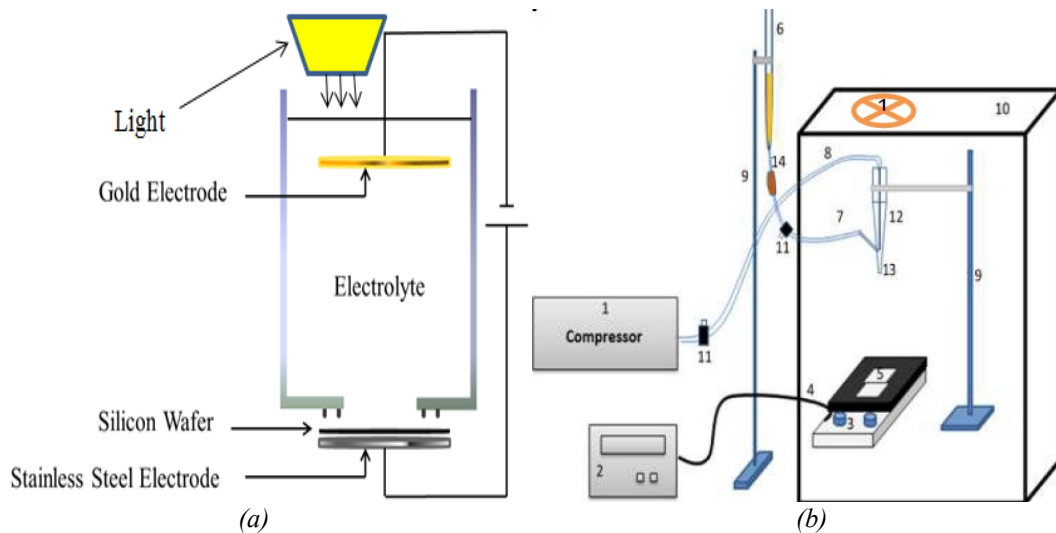 Light
Gold Electrode
Electrolyte
Silicon Wafer
Stainless Steel Electrode
(a)
6
1
10
14
8
9
7
12
11
13
9
1
Compressor
11
5
4
3
2
(b)